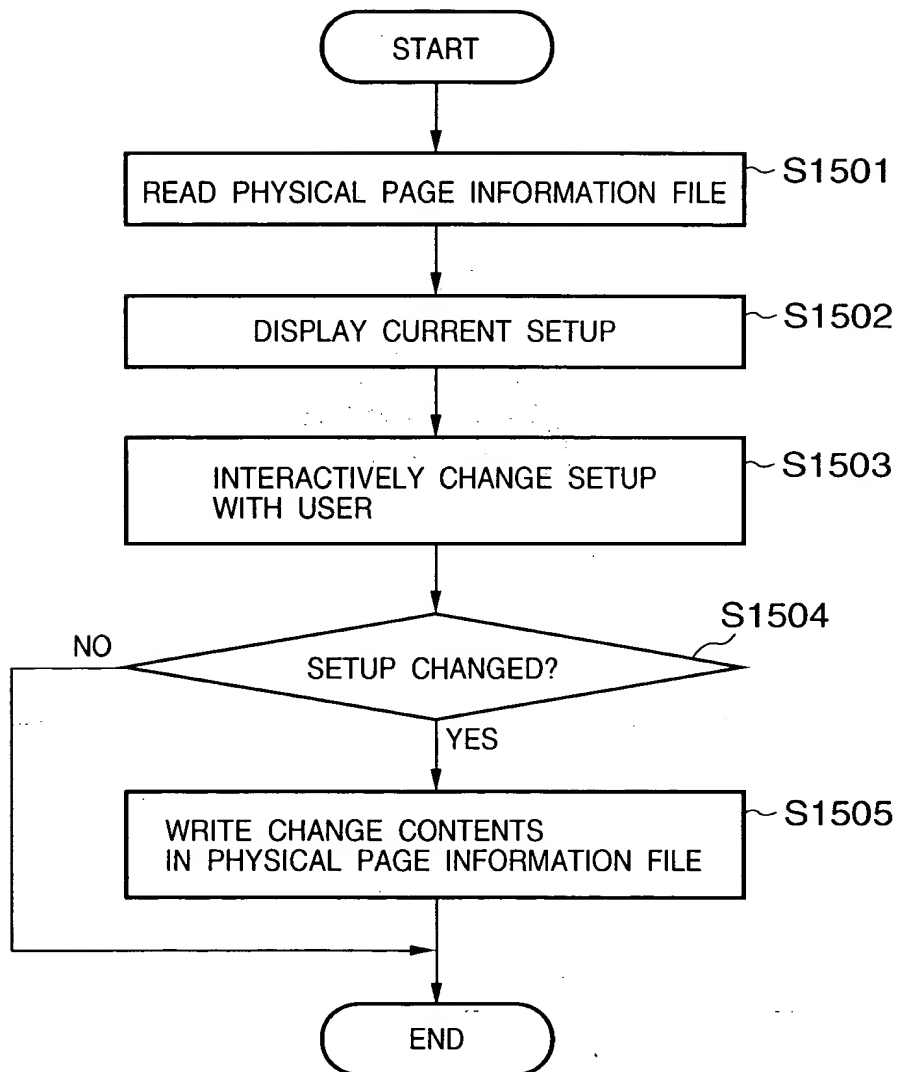 START
READ PHYSICAL PAGE INFORMATION FILE
S1501
DISPLAY CURRENT SETUP
S1502
INTERACTIVELY CHANGE SETUP
WITH USER
S1503
SETUP CHANGED?
S1504
NO
YES
WRITE CHANGE CONTENTS
IN PHYSICAL PAGE INFORMATION FILE
S1505
END